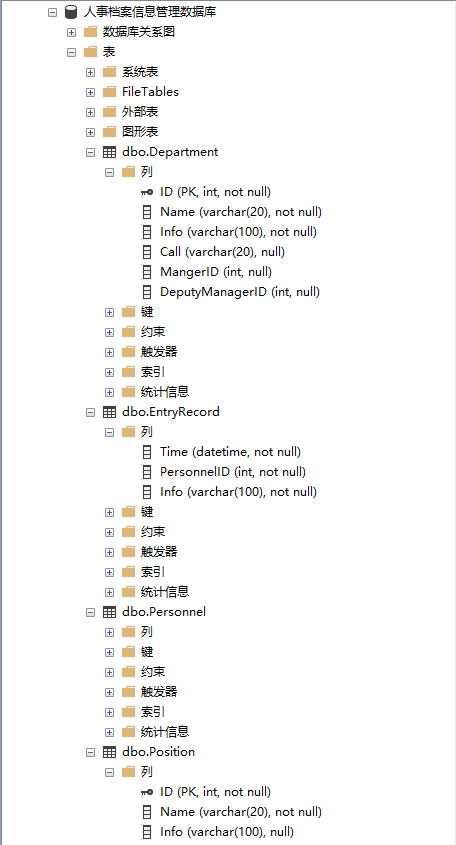 人事档案信息管理数据库
数据库关系图
表
系统表
FileTables
外部表
图形表
dbo.Department
列
ID (PK, int, not null)
Name (varchar(20), not null)
Info (varchar(100), not null)
Call (varchar(20), null)
MangerID (int, null)
DeputyManagerID (int, null)
键
约束
触发器
索引
统计信息
dbo.EntryRecord
列
Time (datetime, not null)
PersonnelID (int, not null)
Info (varchar(100), not null)
键
约束
触发器
索引
统计信息
dbo.Personnel
列
键
约束
触发器
索引
统计信息
dbo.Position
列
ID (PK, int, not null)
Name (varchar(20), not null)
Info (varchar(100), null)